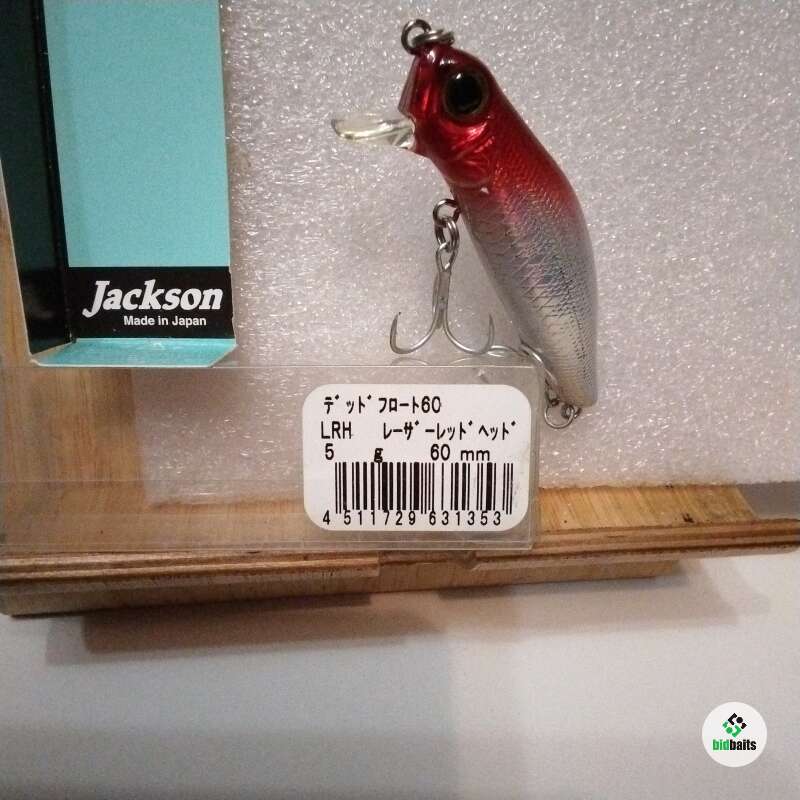 Jackson
Made in Japan
ﾃﾞｯﾄﾞﾌﾛｰﾄ60
LRH ﾚｰｻﾞｰﾚｯﾄﾞﾍｯﾄﾞ
5 g 60 mm
4 511729 631353
bidbaits